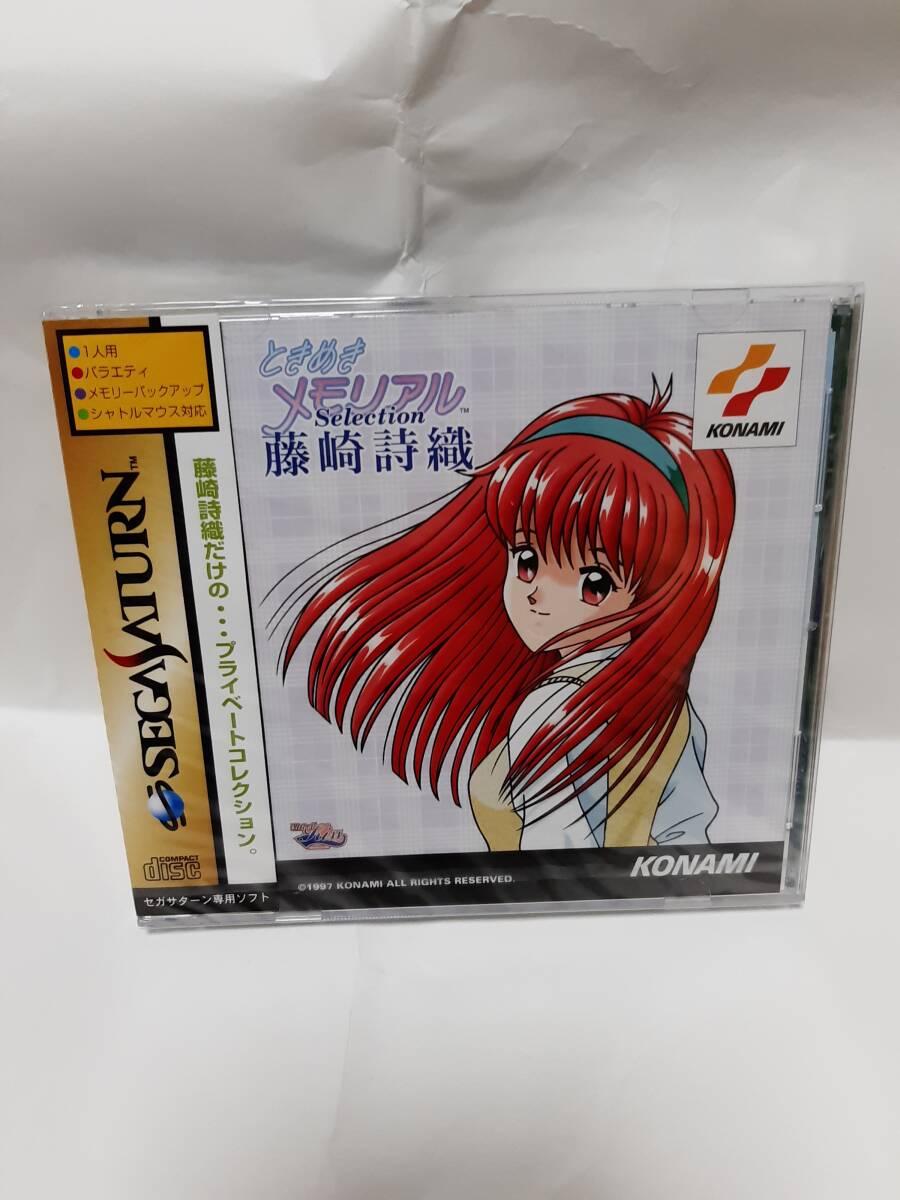 ●1人用
●バラエティ
●メモリーバックアップ
●シャトルマウス対応
SEGA SATURN™
COMPACT
disc
セガサターン専用ソフト
藤崎詩織だけの・・・プライベートコレクション。
ときめき
メモリアル™
Selection
藤崎詩織
KONAMI
KONAMI
©1997 KONAMI ALL RIGHTS RESERVED.